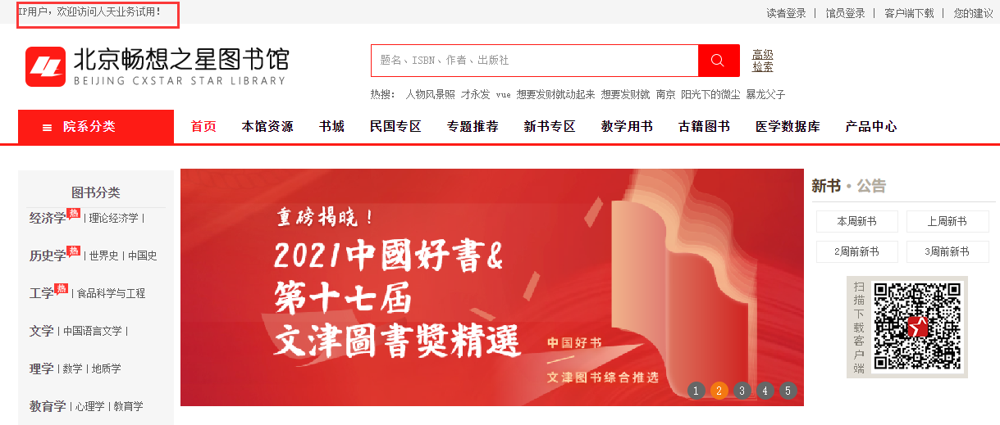 IP用户，欢迎访问人天业务试用！
读者登录 | 馆员登录 | 客户端下载 | 您的建议
北京畅想之星图书馆
BEIJING CXSTAR STAR LIBRARY
题名、ISBN、作者、出版社
高级
检索
热搜： 人物风景照 才永发 vue 想要发财就动起来 想要发财就 南京 阳光下的微尘 暴龙父子
院系分类 首页 本馆资源 书城 民国专区 专题推荐 新书专区 教学用书 古籍图书 医学数据库 产品中心
图书分类
经济学 热 | 理论经济学 |
历史学 热 | 世界史 | 中国史
工学 热 | 食品科学与工程
文学 | 中国语言文学 |
理学 | 数学 | 地质学
教育学 | 心理学 | 教育学
重磅揭晓！
2021中國好書&
第十七届
文津圖書獎精選
中国好书
文津图书综合推选
1 2 3 4 5
新书·公告
本周新书 上周新书
2周前新书 3周前新书
扫描下载客户端